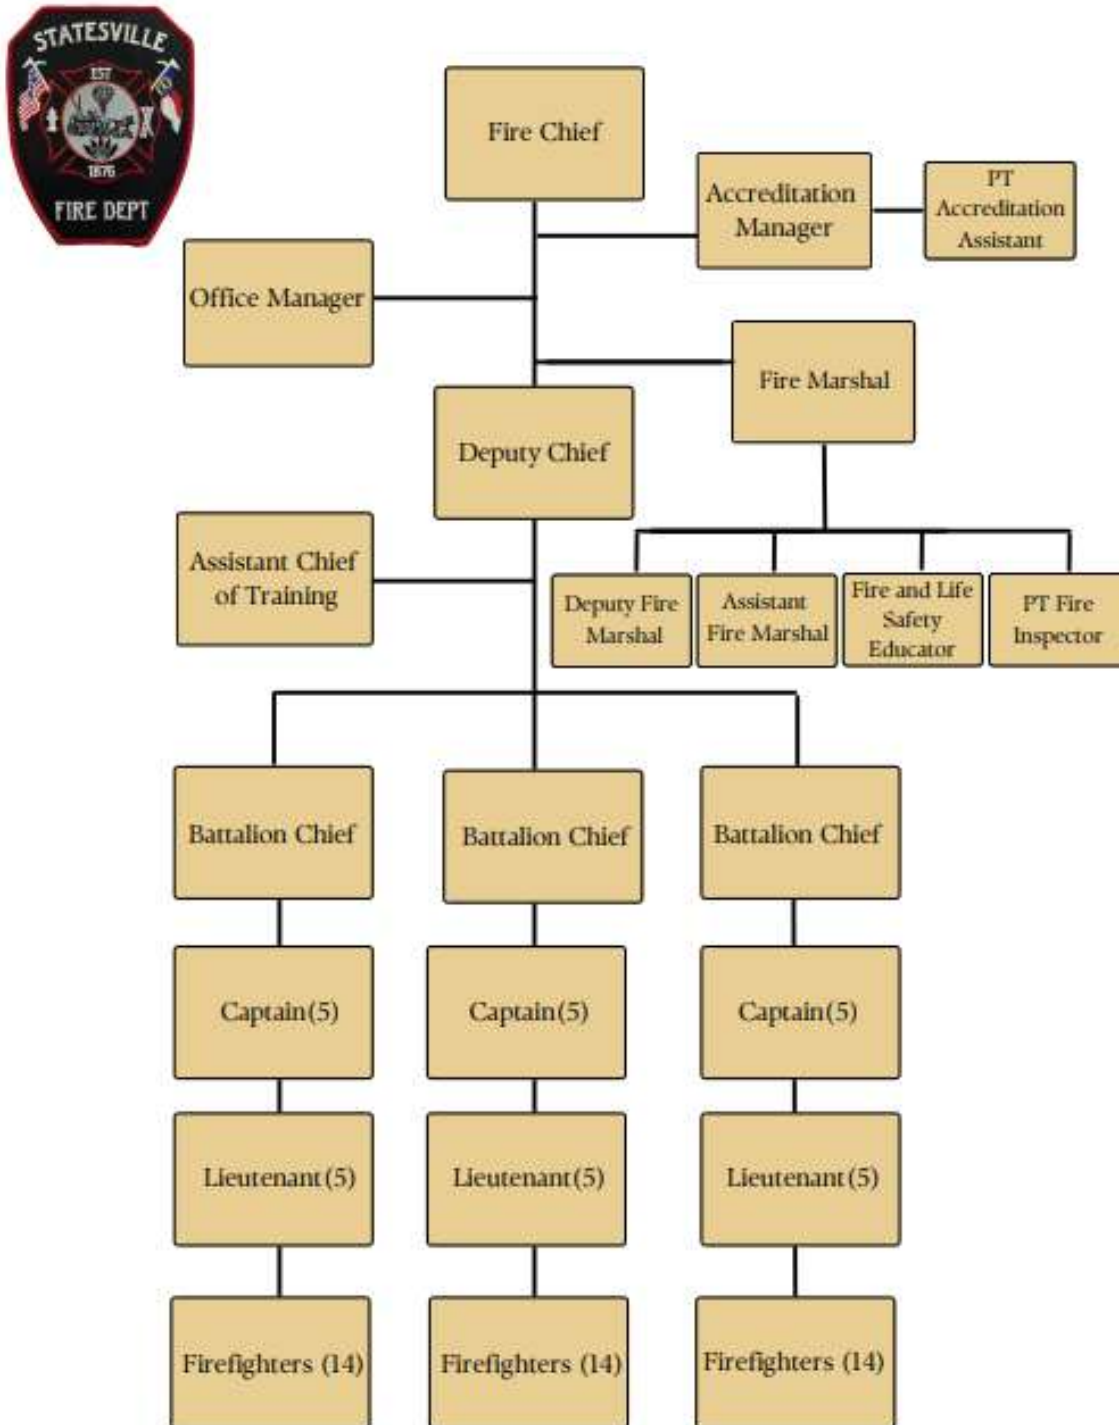 STATESVILLE
EST
1876
FIRE DEPT
Fire Chief
Accreditation
Manager
PT
Accreditation
Assistant
Office Manager
Fire Marshal
Deputy Chief
Assistant Chief
of Training
Deputy Fire
Marshal
Assistant
Fire Marshal
Fire and Life
Safety
Educator
PT Fire
Inspector
Battalion Chief
Battalion Chief
Battalion Chief
Captain(5)
Captain(5)
Captain(5)
Lieutenant(5)
Lieutenant(5)
Lieutenant(5)
Firefighters (14)
Firefighters (14)
Firefighters (14)